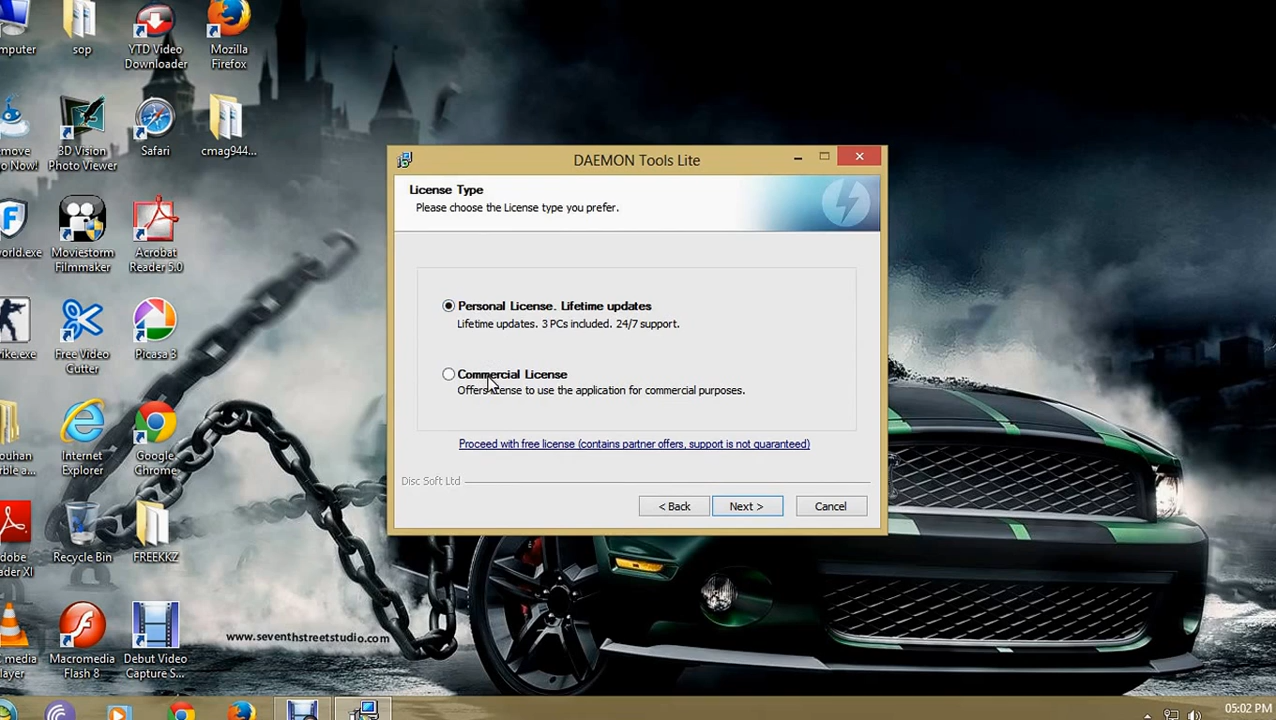 mputer
sop
YTD Video
Downloader
Mozilla
Firefox
move
o Now!
3D Vision
Photo Viewer
Safari
cmag944...
world.exe
Moviestorm
Filmmaker
Acrobat
Reader 5.0
rike.exe
Free Video
Cutter
Picasa 3
ouhan
rble a...
Internet
Explorer
Google
Chrome
dobe
ader XI
Recycle Bin
FREEKKZ
media
ayer
Macromedia
Flash 8
Debut Video
Capture S...
DAEMON Tools Lite
License Type
Please choose the License type you prefer.
Personal License. Lifetime updates
Lifetime updates. 3 PCs included. 24/7 support.
Commercial License
Offers license to use the application for commercial purposes.
Proceed with free license (contains partner offers, support is not guaranteed)
Disc Soft Ltd
< Back
Next >
Cancel
www.seventhstreetstudio.com
05:02 PM